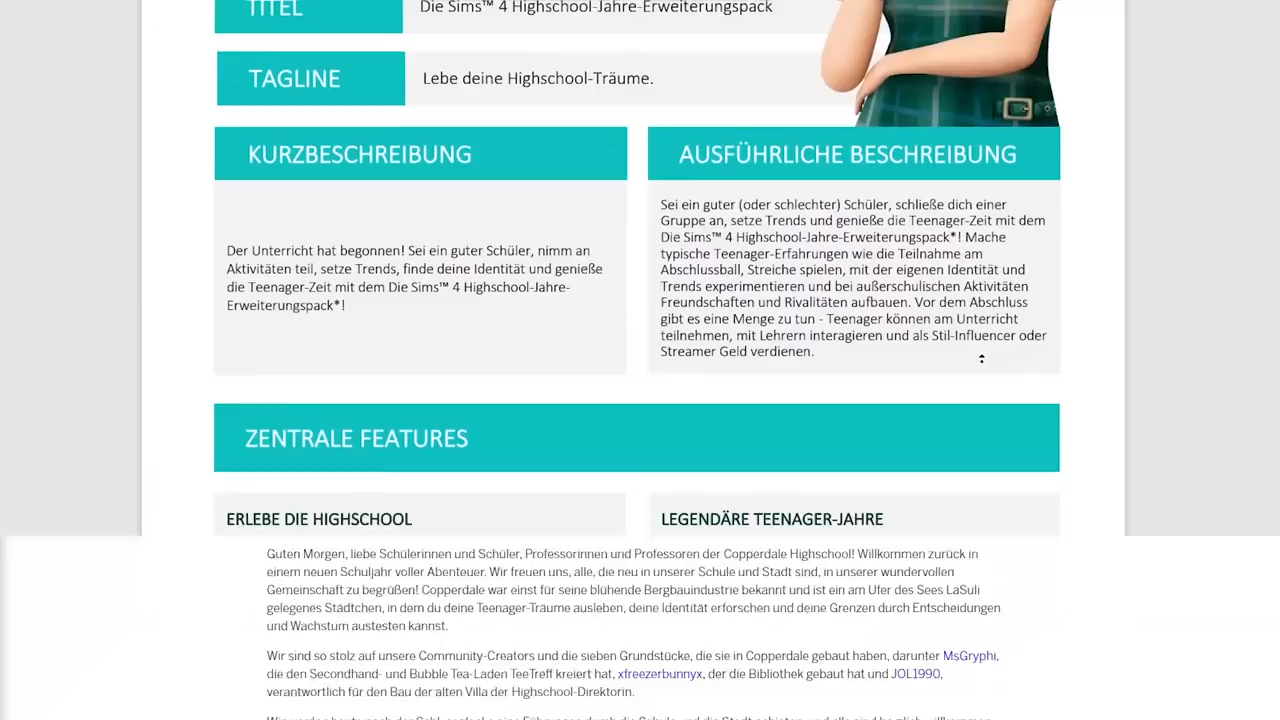 TITEL
Die Sims™ 4 Highschool-Jahre-Erweiterungspack
TAGLINE
Lebe deine Highschool-Träume.
KURZBESCHREIBUNG
Der Unterricht hat begonnen! Sei ein guter Schüler, nimm an
Aktivitäten teil, setze Trends, finde deine Identität und genieße
die Teenager-Zeit mit dem Die Sims™ 4 Highschool-Jahre-
Erweiterungspack*!
AUSFÜHRLICHE BESCHREIBUNG
Sei ein guter (oder schlechter) Schüler, schließe dich einer
Gruppe an, setze Trends und genieße die Teenager-Zeit mit dem
Die Sims™ 4 Highschool-Jahre-Erweiterungspack*! Mache
typische Teenager-Erfahrungen wie die Teilnahme am
Abschlussball, Streiche spielen, mit der eigenen Identität und
Trends experimentieren und bei außerschulischen Aktivitäten
Freundschaften und Rivalitäten aufbauen. Vor dem Abschluss
gibt es eine Menge zu tun - Teenager können am Unterricht
teilnehmen, mit Lehrern interagieren und als Stil-Influencer oder
Streamer Geld verdienen.
ZENTRALE FEATURES
ERLEBE DIE HIGHSCHOOL
LEGENDÄRE TEENAGER-JAHRE
Guten Morgen, liebe Schülerinnen und Schüler, Professorinnen und Professoren der Copperdale Highschool! Willkommen zurück in
einem neuen Schuljahr voller Abenteuer. Wir freuen uns, alle, die neu in unserer Schule und Stadt sind, in unserer wundervollen
Gemeinschaft zu begrüßen! Copperdale war einst für seine blühende Bergbauindustrie bekannt und ist ein am Ufer des Sees LaSuli
gelegenes Städtchen, in dem du deine Teenager-Träume ausleben, deine Identität erforschen und deine Grenzen durch Entscheidungen
und Wachstum austesten kannst.
Wir sind so stolz auf unsere Community-Creators und die sieben Grundstücke, die sie in Copperdale gebaut haben, darunter MsGryphi,
die den Secondhand- und Bubble Tea-Laden TeeTreff kreiert hat, xfreezerbunnyx, der die Bibliothek gebaut hat und JOL1990,
verantwortlich für den Bau der alten Villa der Highschool-Direktorin.